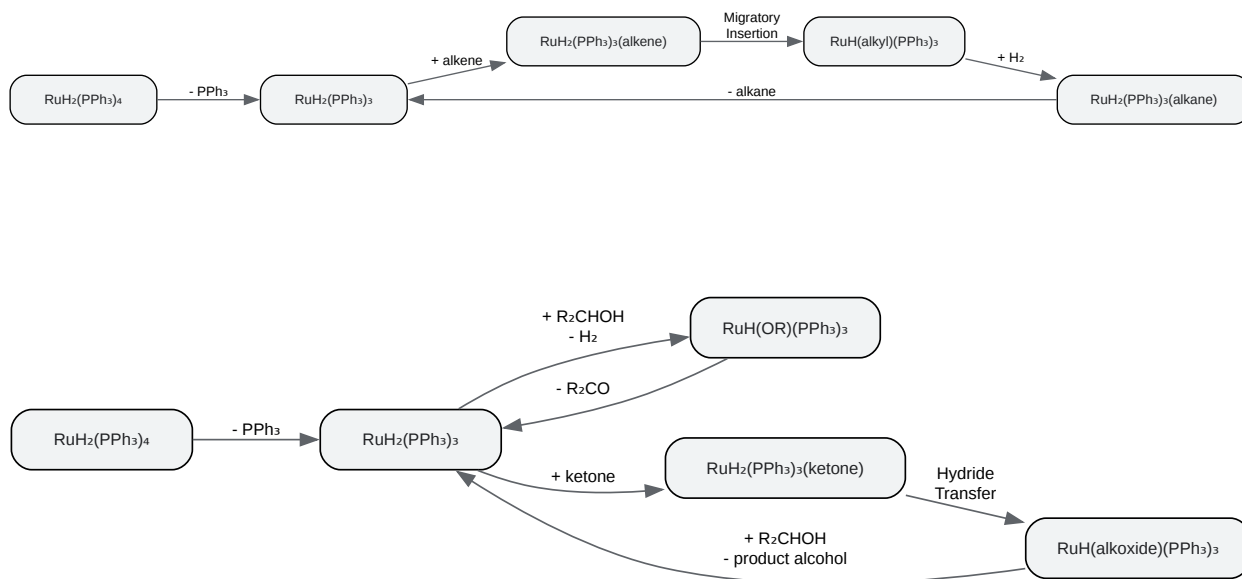 Migratory
Insertion
RuH₂(PPh₃)₃(alkene)
RuH(alkyl)(PPh₃)₃
+ alkene
+ H₂
RuH₂(PPh₃)₄
- PPh₃
RuH₂(PPh₃)₃
- alkane
RuH₂(PPh₃)₃(alkane)
+ R₂CHOH
- H₂
RuH(OR)(PPh₃)₃
- R₂CO
RuH₂(PPh₃)₄
- PPh₃
RuH₂(PPh₃)₃
+ ketone
RuH₂(PPh₃)₃(ketone)
Hydride
Transfer
+ R₂CHOH
- product alcohol
RuH(alkoxide)(PPh₃)₃